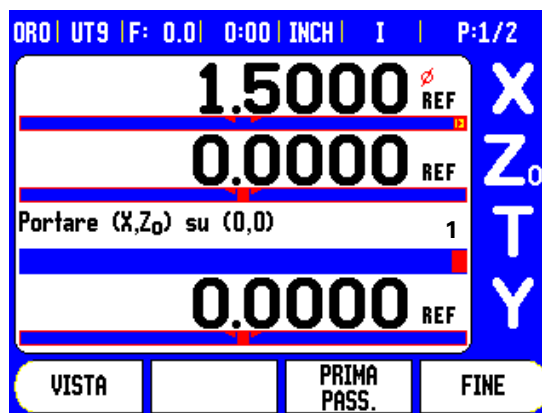 ORO| UT9 |F: 0.0| 0:00|INCH| I | P:1/2
1.5000 Ø REF X
0.0000 REF Z0
Portare (X,Z0) su (0,0) 1 T
0.0000 REF Y
VISTA
PRIMA PASS.
FINE